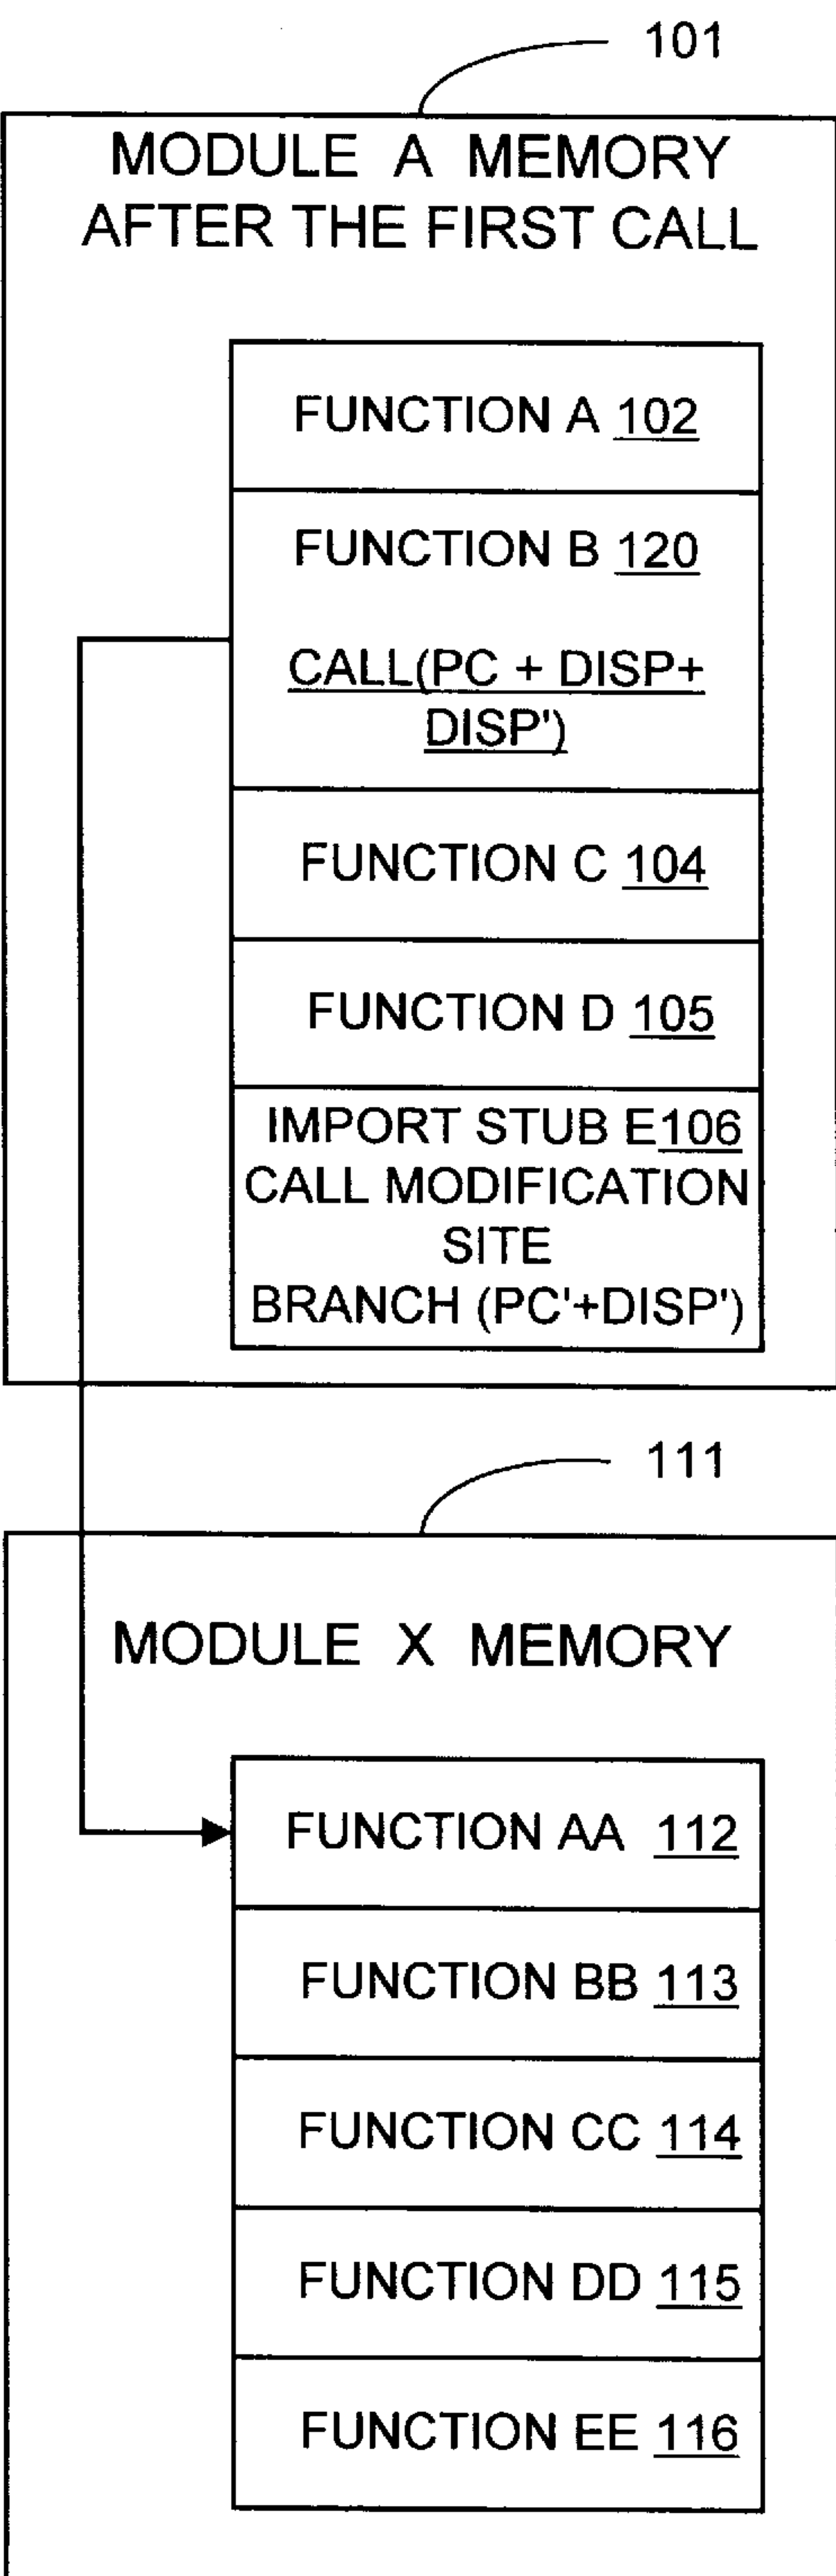 101
MODULE A MEMORY
AFTER THE FIRST CALL
FUNCTION A 102
FUNCTION B 120
CALL(PC + DISP+
DISP')
FUNCTION C 104
FUNCTION D 105
IMPORT STUB E106
CALL MODIFICATION
SITE
BRANCH (PC'+DISP')
111
MODULE X MEMORY
FUNCTION AA 112
FUNCTION BB 113
FUNCTION CC 114
FUNCTION DD 115
FUNCTION EE 116